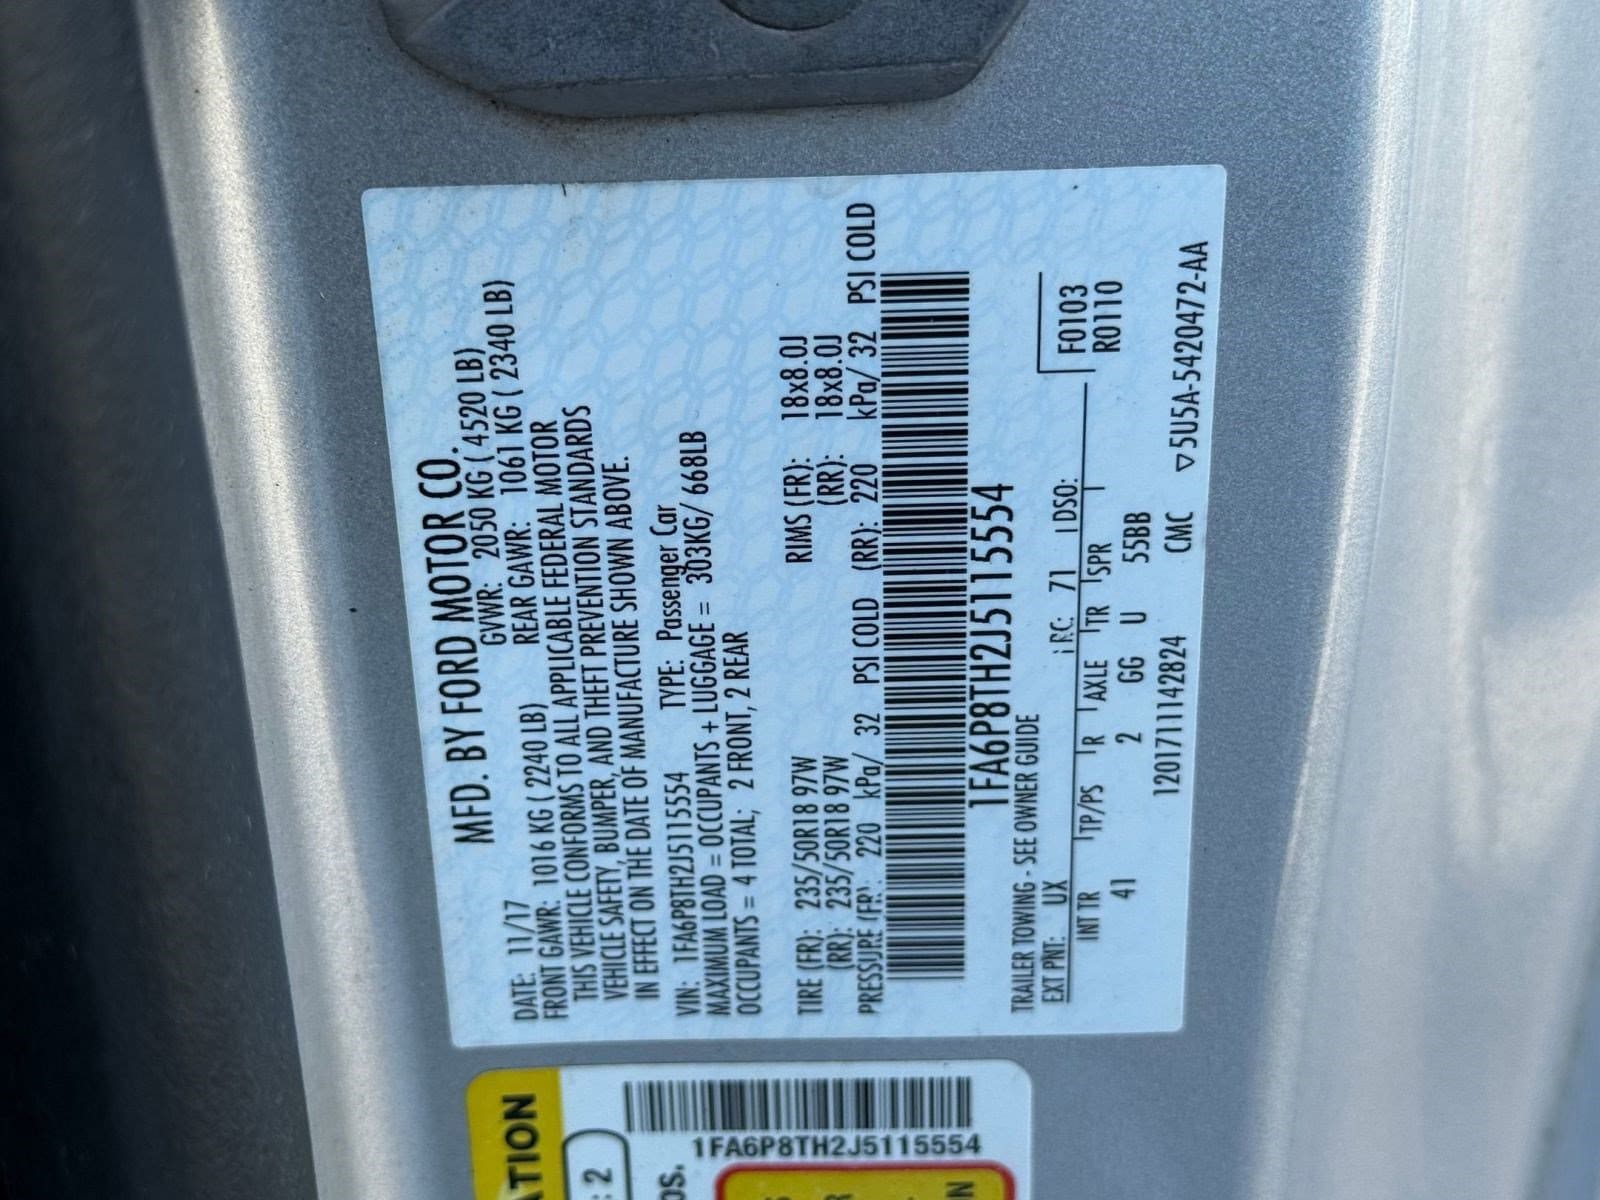 MFD. BY FORD MOTOR CO.
DATE: 11/17 GVWR: 2050 KG ( 4520 LB)
FRONT GAWR: 1016 KG ( 2240 LB) REAR GAWR: 1061 KG ( 2340 LB)
THIS VEHICLE CONFORMS TO ALL APPLICABLE FEDERAL MOTOR
VEHICLE SAFETY, BUMPER, AND THEFT PREVENTION STANDARDS
IN EFFECT ON THE DATE OF MANUFACTURE SHOWN ABOVE.
VIN: 1FA6P8TH2J5115554 TYPE: Passenger Car
MAXIMUM LOAD = OCCUPANTS + LUGGAGE = 303KG/ 668LB
OCCUPANTS = 4 TOTAL; 2 FRONT, 2 REAR
TIRE (FR): 235/50R18 97W RIMS (FR): 18x8.0J
(RR): 235/50R18 97W (RR): 18x8.0J
PRESSURE (FR): 220 kPa/ 32 PSI COLD (RR): 220 kPa/ 32 PSI COLD
1FA6P8TH2J5115554
TRAILER TOWING - SEE OWNER GUIDE
EXT PNT: UX RC: 71 DSO: F0103
INT TR TP/PS R AXLE TR SPR R0110
41 2 GG U 55BB
12017111142824 CMC ▽5U5A-5420472-AA
1FA6P8TH2J5115554
: 2
OS.